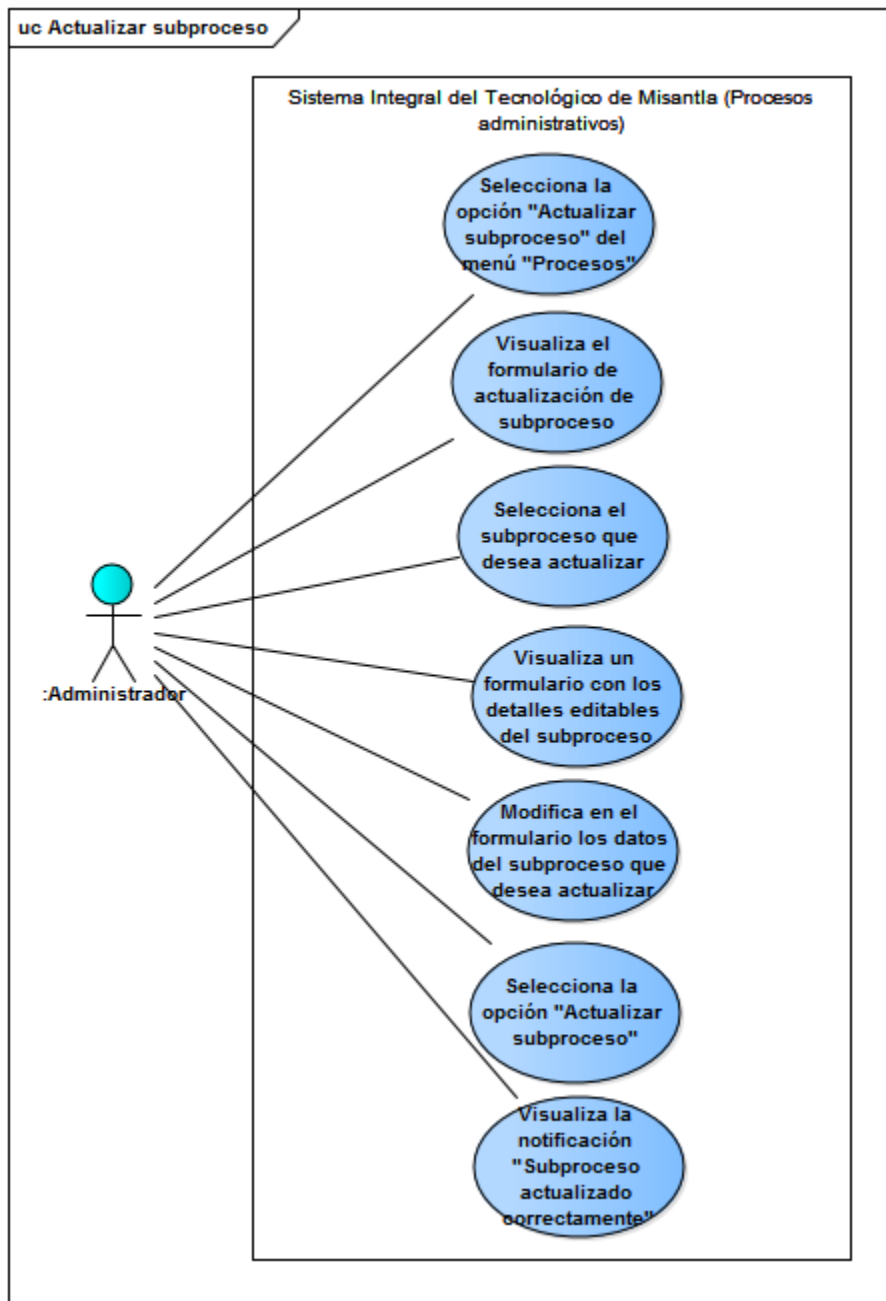 uc Actualizar subproceso
Sistema Integral del Tecnológico de Misantla (Procesos
administrativos)
Selecciona la
opción "Actualizar
subproceso" del
menú "Procesos"
Visualiza el
formulario de
actualización de
subproceso
Selecciona el
subproceso que
desea actualizar
:Administrador
Visualiza un
formulario con los
detalles editables
del subproceso
Modifica en el
formulario los datos
del subproceso que
desea actualizar
Selecciona la
opción "Actualizar
subproceso"
Visualiza la
notificación
"Subproceso
actualizado
correctamente"